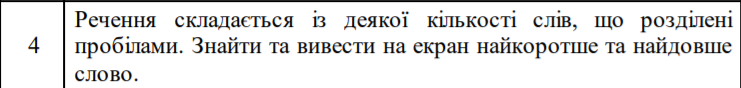 Речення складається із деякої кількості слів, що розділені
4 пробілами. Знайти та вивести на екран найкоротше та найдовше
слово.